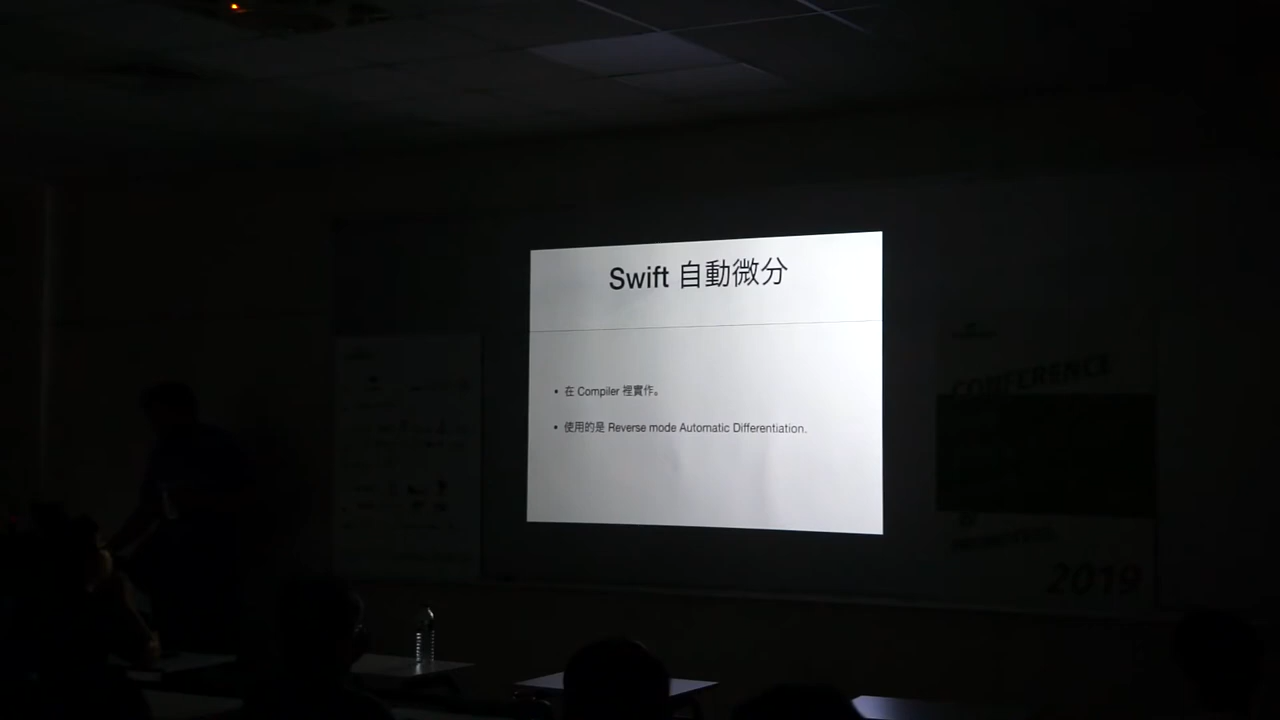 Swift 自動微分
• 在 Compiler 裡實作。
• 使用的是 Reverse mode Automatic Differentiation.
CONFERENCE
2019